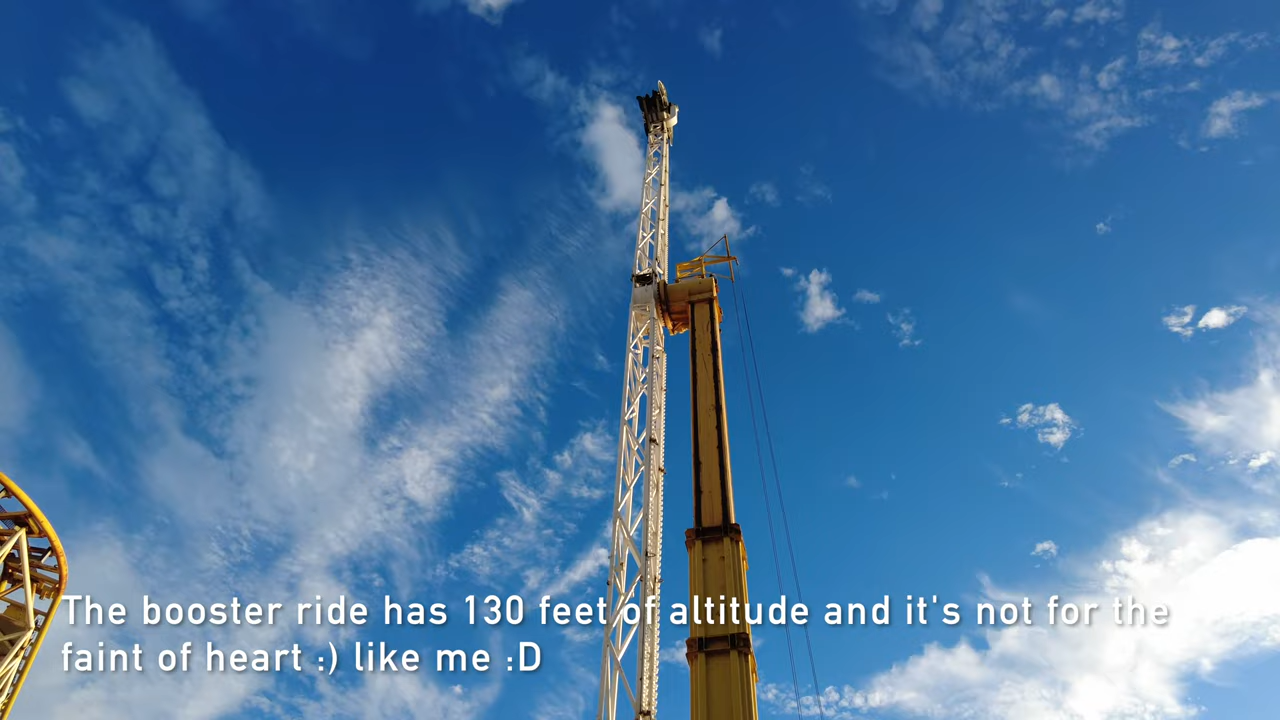 The booster ride has 130 feet of altitude and it's not for the
faint of heart :) like me :D